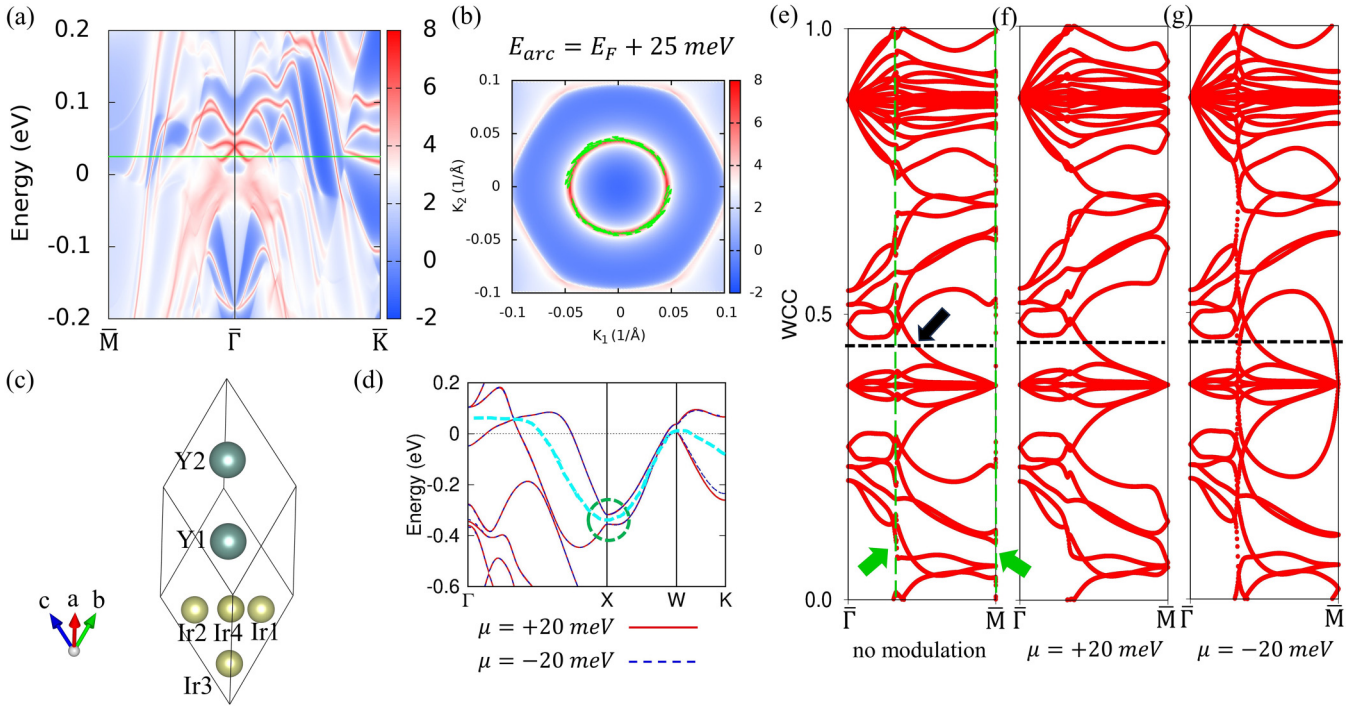 (a)
0.2
0.1
0
-0.1
-0.2
Energy (eV)
M̅
Γ̅
K̅
8
6
4
2
0
-2
(b)
E_arc = E_F + 25 meV
0.1
0.05
0
-0.05
-0.1
K₂ (1/Å)
-0.05
0
0.05
0.1
K₁ (1/Å)
8
6
4
2
0
-2
(c)
Y2
Y1
Ir2
Ir4
Ir1
Ir3
c
a
b
(d)
0.2
0
-0.2
-0.4
-0.6
Energy (eV)
Γ
X
W
K
μ = +20 meV
μ = −20 meV
(e)
1.0
0.5
0.0
WCC
Γ̅
M̅
no modulation
(f)
Γ̅
M̅
μ = +20 meV
(g)
Γ̅
M̅
μ = −20 meV